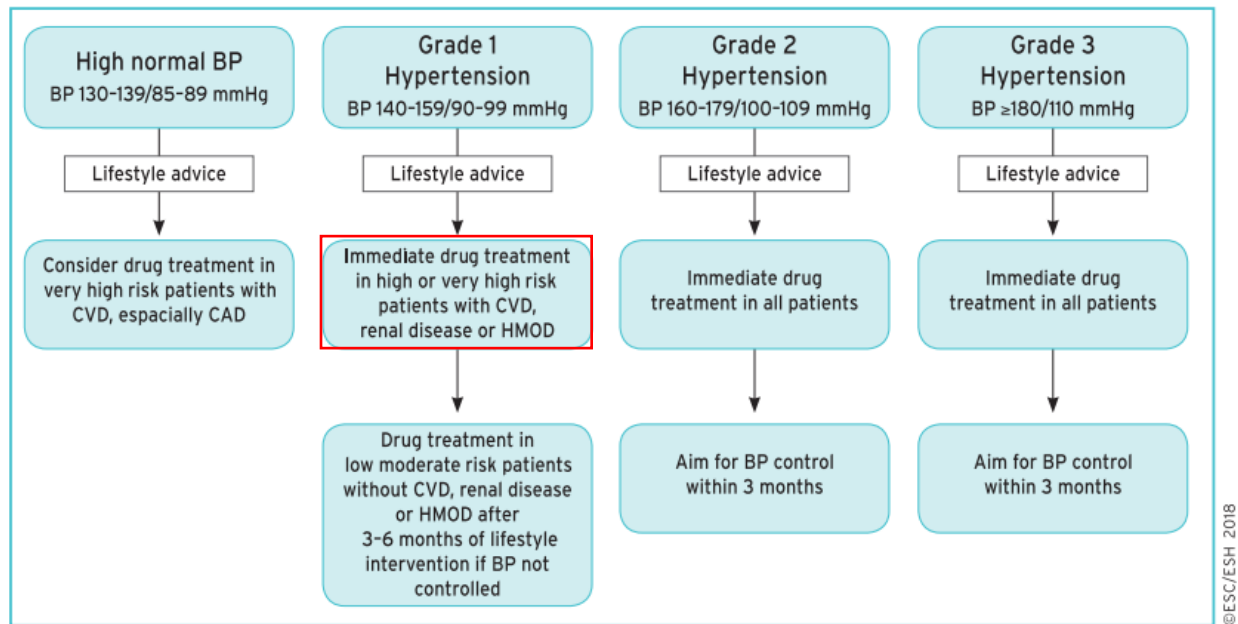 High normal BP
BP 130-139/85-89 mmHg
Lifestyle advice
Consider drug treatment in
very high risk patients with
CVD, espacially CAD
Grade 1
Hypertension
BP 140-159/90-99 mmHg
Lifestyle advice
Immediate drug treatment
in high or very high risk
patients with CVD,
renal disease or HMOD
Drug treatment in
low moderate risk patients
without CVD, renal disease
or HMOD after
3-6 months of lifestyle
intervention if BP not
controlled
Grade 2
Hypertension
BP 160-179/100-109 mmHg
Lifestyle advice
Immediate drug
treatment in all patients
Aim for BP control
within 3 months
Grade 3
Hypertension
BP ≥180/110 mmHg
Lifestyle advice
Immediate drug
treatment in all patients
Aim for BP control
within 3 months
©ESC/ESH 2018